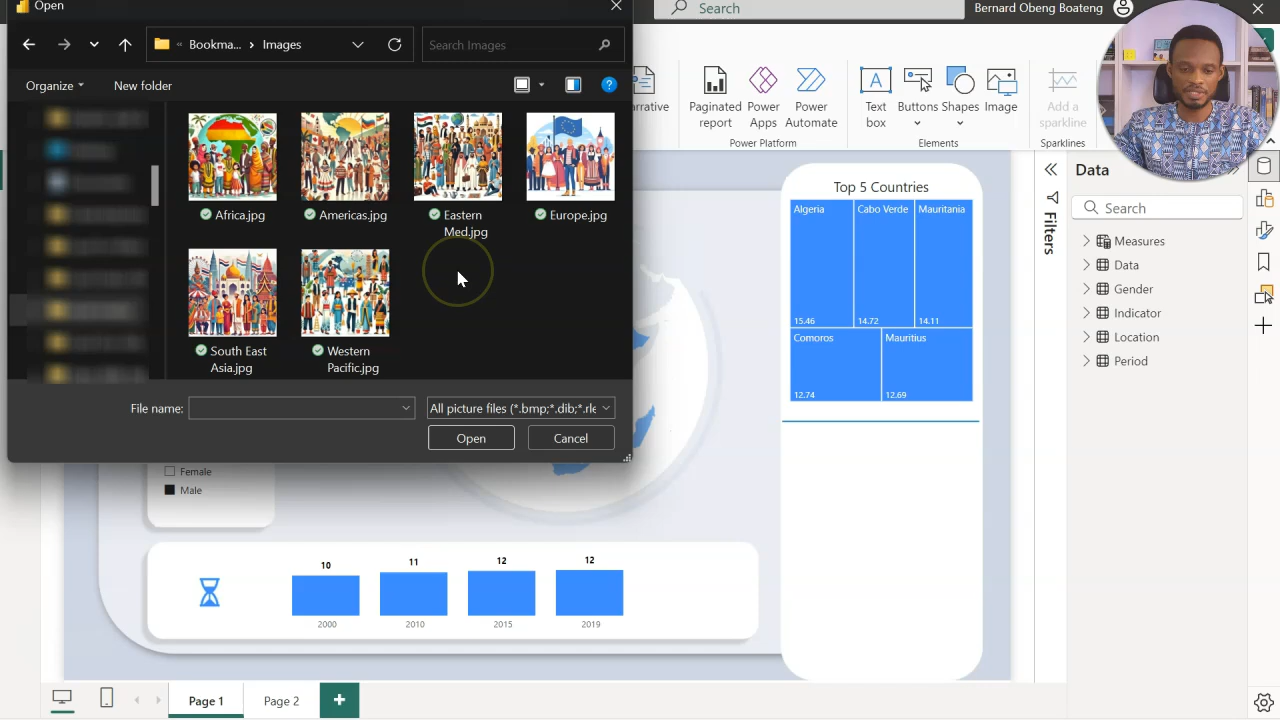 Open
Search
Bernard Obeng Boateng
Bookma...
Images
Search Images
Organize
New folder
Africa.jpg
Americas.jpg
Eastern
Med.jpg
Europe.jpg
South East
Asia.jpg
Western
Pacific.jpg
File name:
All picture files (*.bmp;*.dib;*.rle
Open
Cancel
rrative
Paginated
report
Power
Apps
Power
Automate
Power Platform
Text
box
Buttons
Shapes
Image
Elements
Add a
sparkline
Sparklines
Top 5 Countries
Algeria
Cabo Verde
Mauritania
15.46
14.72
14.11
Comoros
Mauritius
12.74
12.69
Filters
Data
Search
Measures
Data
Gender
Indicator
Location
Period
Female
Male
10
11
12
12
2000
2010
2015
2019
Page 1
Page 2